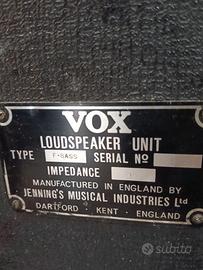 VOX
LOUDSPEAKER UNIT
TYPE F-BASS SERIAL Nº
IMPEDANCE
MANUFACTURED IN ENGLAND BY
JENNING'S MUSICAL INDUSTRIES Ltd
DARTFORD · KENT · ENGLAND
subito